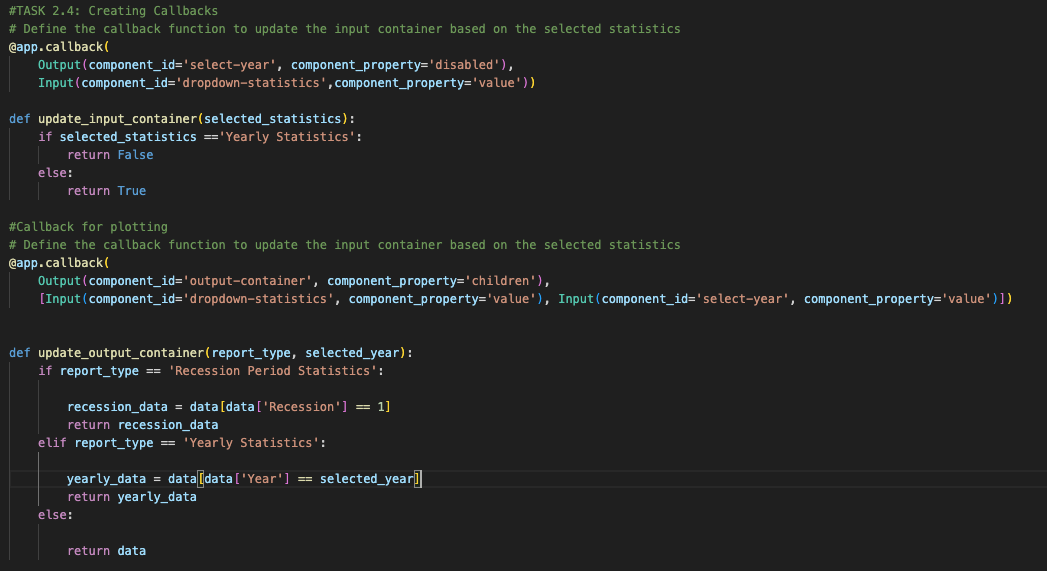 #TASK 2.4: Creating Callbacks
# Define the callback function to update the input container based on the selected statistics
@app.callback(
    Output(component_id='select-year', component_property='disabled'),
    Input(component_id='dropdown-statistics',component_property='value'))

def update_input_container(selected_statistics):
    if selected_statistics =='Yearly Statistics':
        return False
    else:
        return True

#Callback for plotting
# Define the callback function to update the input container based on the selected statistics
@app.callback(
    Output(component_id='output-container', component_property='children'),
    [Input(component_id='dropdown-statistics', component_property='value'), Input(component_id='select-year', component_property='value')])


def update_output_container(report_type, selected_year):
    if report_type == 'Recession Period Statistics':

        recession_data = data[data['Recession'] == 1]
        return recession_data
    elif report_type == 'Yearly Statistics':

        yearly_data = data[data['Year'] == selected_year]
        return yearly_data
    else:

        return data